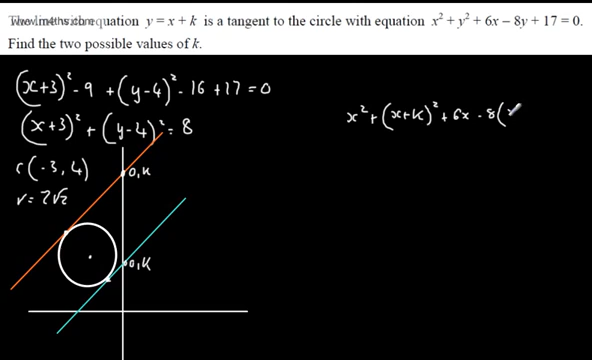 The line with equation y = x + k is a tangent to the circle with equation x² + y² + 6x − 8y + 17 = 0.
Find the two possible values of k.
(x+3)² - 9 + (y-4)² - 16 + 17 = 0
(x+3)² + (y-4)² = 8
C(-3, 4)
r = 2√2
0, k
0, k
x² + (x+k)² + 6x - 8(x